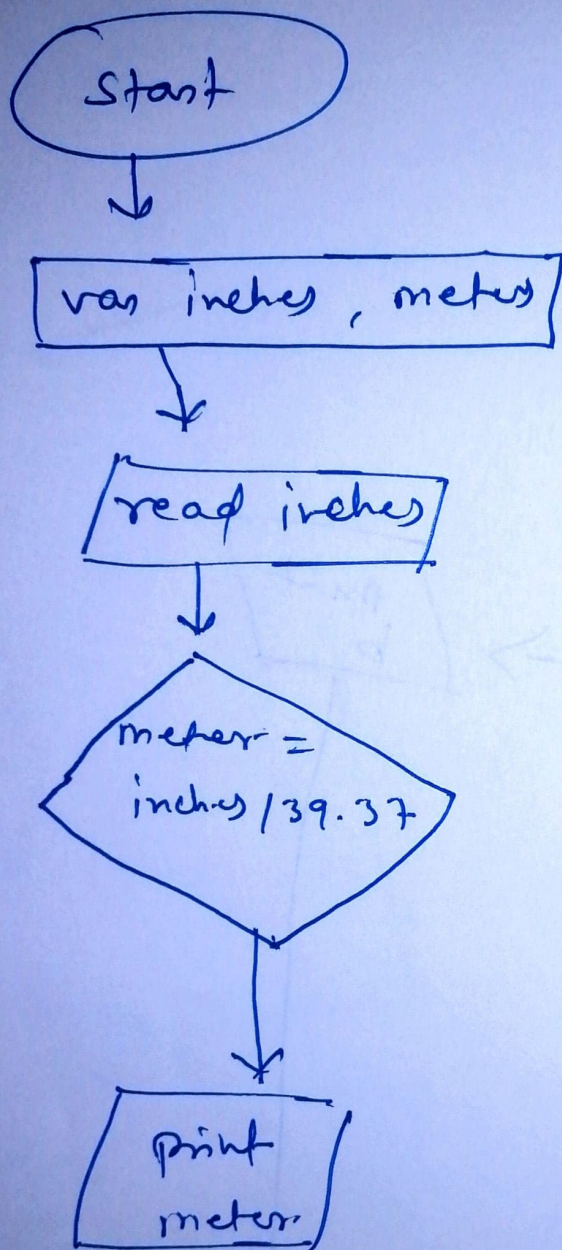 Start
var inches, meters
read inches
meter =
inches / 39.37
print
meter